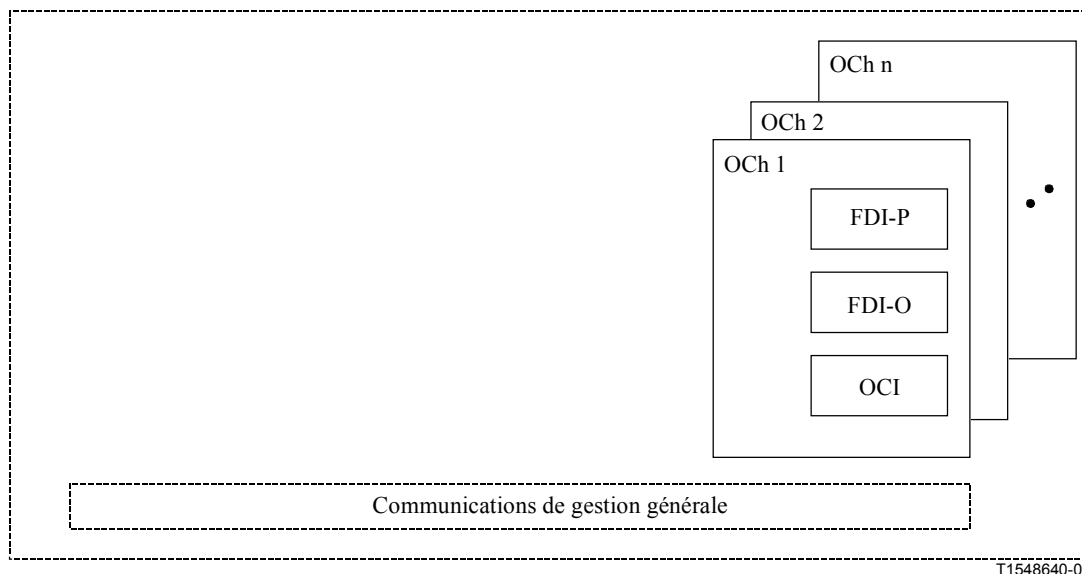 OCh n
OCh 2
OCh 1
FDI-P
FDI-O
OCI
Communications de gestion générale
T1548640-0